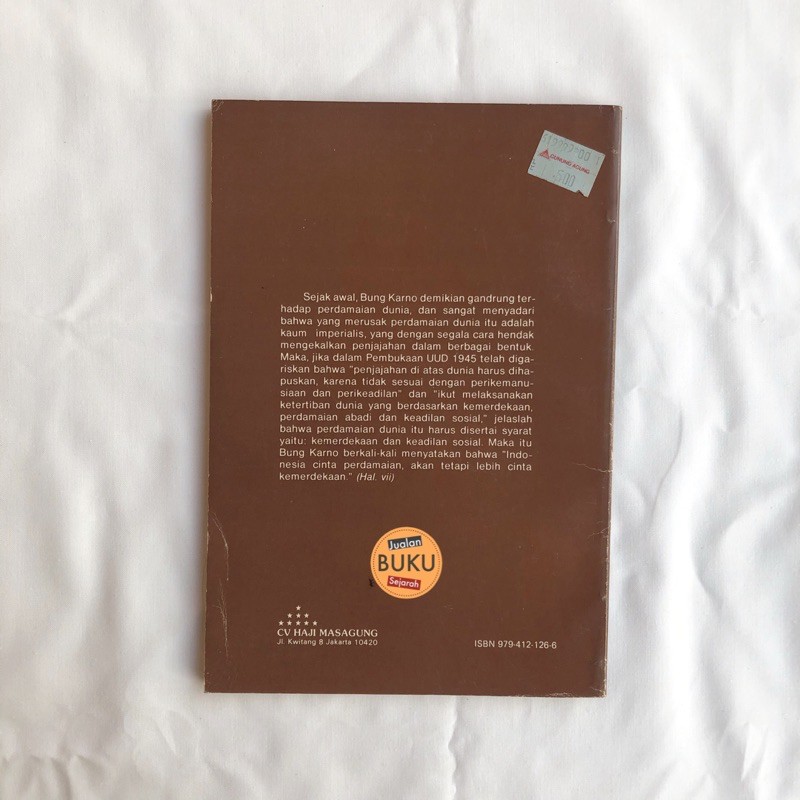 GUNUNG AGUNG
Sejak awal, Bung Karno demikian gandrung ter-
hadap perdamaian dunia, dan sangat menyadari
bahwa yang merusak perdamaian dunia itu adalah
kaum imperialis, yang dengan segala cara hendak
mengekalkan penjajahan dalam berbagai bentuk.
Maka, jika dalam Pembukaan UUD 1945 telah diga-
riskan bahwa "penjajahan di atas dunia harus diha-
puskan, karena tidak sesuai dengan perikemanu-
siaan dan perikeadilan" dan "ikut melaksanakan
ketertiban dunia yang berdasarkan kemerdekaan,
perdamaian abadi dan keadilan sosial," jelaslah
bahwa perdamaian dunia itu harus disertai syarat
yaitu: kemerdekaan dan keadilan sosial. Maka itu
Bung Karno berkali-kali menyatakan bahwa "Indo-
nesia cinta perdamaian, akan tetapi lebih cinta
kemerdekaan." (Hal. vii)
Jualan
BUKU
Sejarah
CV HAJI MASAGUNG
Jl. Kwitang 8 Jakarta 10420
ISBN 979-412-126-6